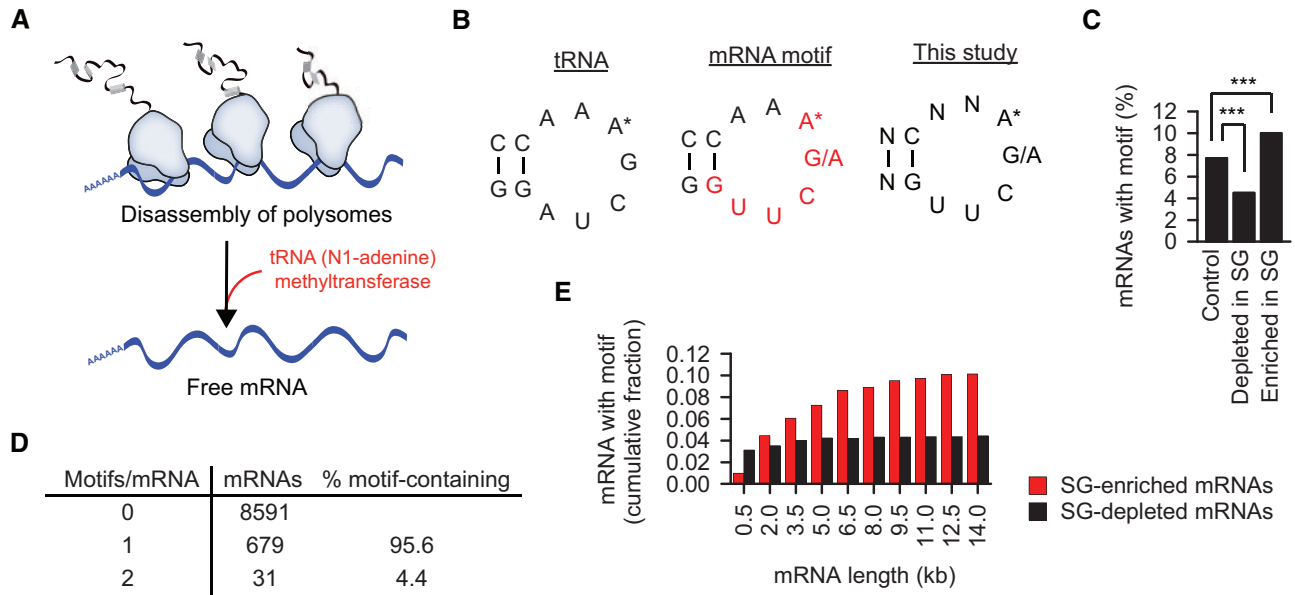 A
AAAAAA
Disassembly of polysomes
tRNA (N1-adenine)
methyltransferase
AAAAAA
Free mRNA
B
tRNA
A A A*
C C G
G G C
A U
mRNA motif
A A A*
C C G/A
G G C
U U
This study
N N A*
N C G/A
N G C
U U
C
mRNAs with motif (%)
12
10
8
6
4
2
0
***
***
Control
Depleted in SG
Enriched in SG
D
Motifs/mRNA mRNAs % motif-containing
0 8591
1 679 95.6
2 31 4.4
E
mRNA with motif
(cumulative fraction)
0.12
0.10
0.08
0.06
0.04
0.02
0.00
0.5 2.0 3.5 5.0 6.5 8.0 9.5 11.0 12.5 14.0
mRNA length (kb)
SG-enriched mRNAs
SG-depleted mRNAs